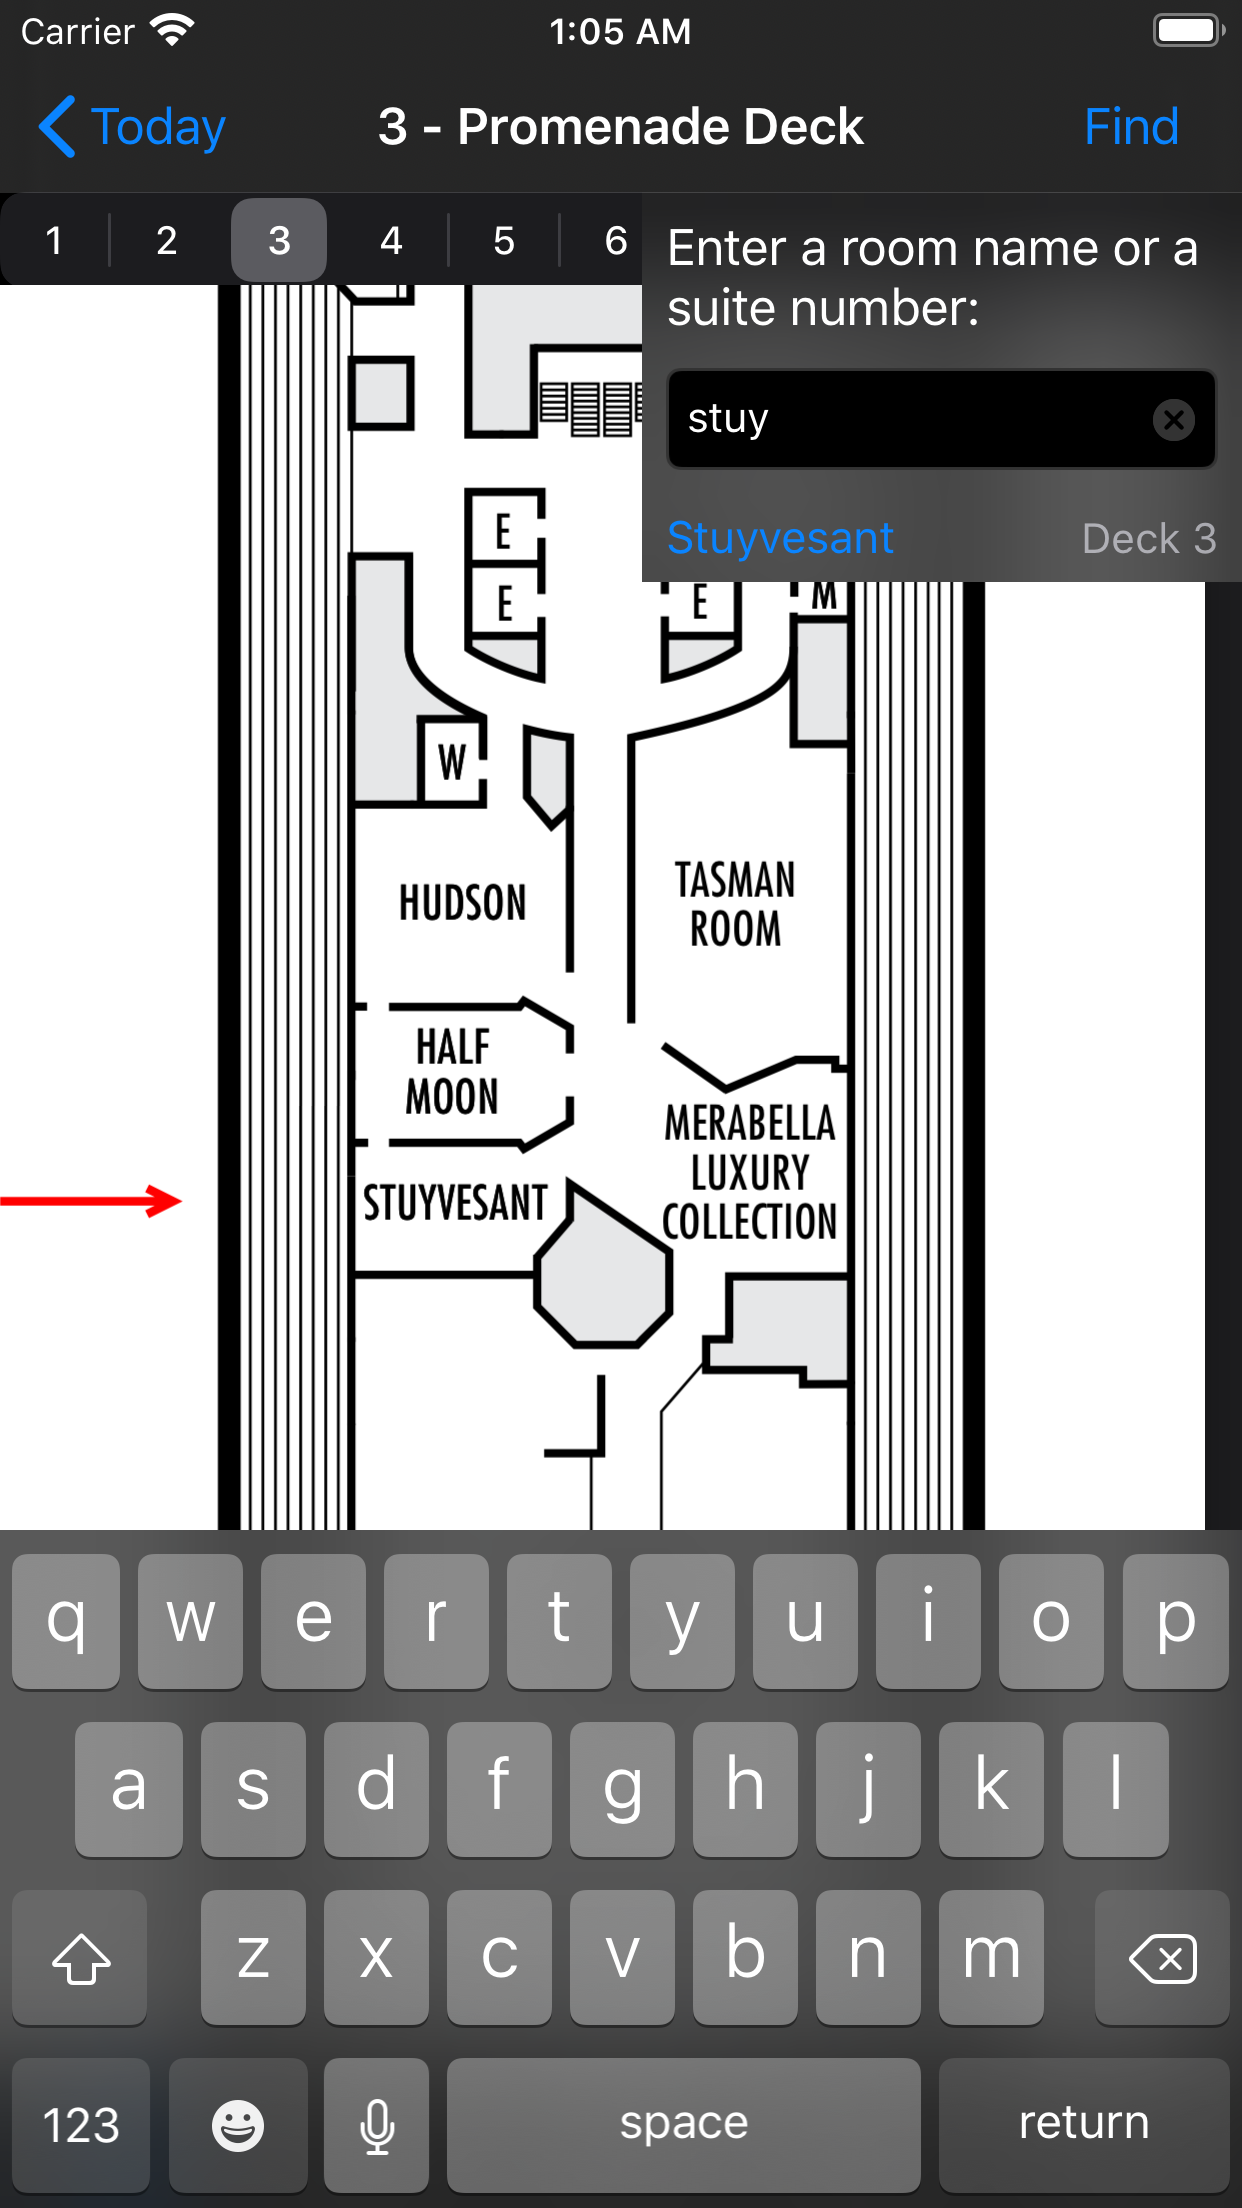 Carrier 1:05 AM
Today 3 - Promenade Deck Find
1 2 3 4 5 6
Enter a room name or a
suite number:
stuy
Stuyvesant Deck 3
E
E
E
M
W
HUDSON
TASMAN
ROOM
HALF
MOON
MERABELLA
LUXURY
COLLECTION
STUYVESANT
q w e r t y u i o p
a s d f g h j k l
z x c v b n m
123 space return